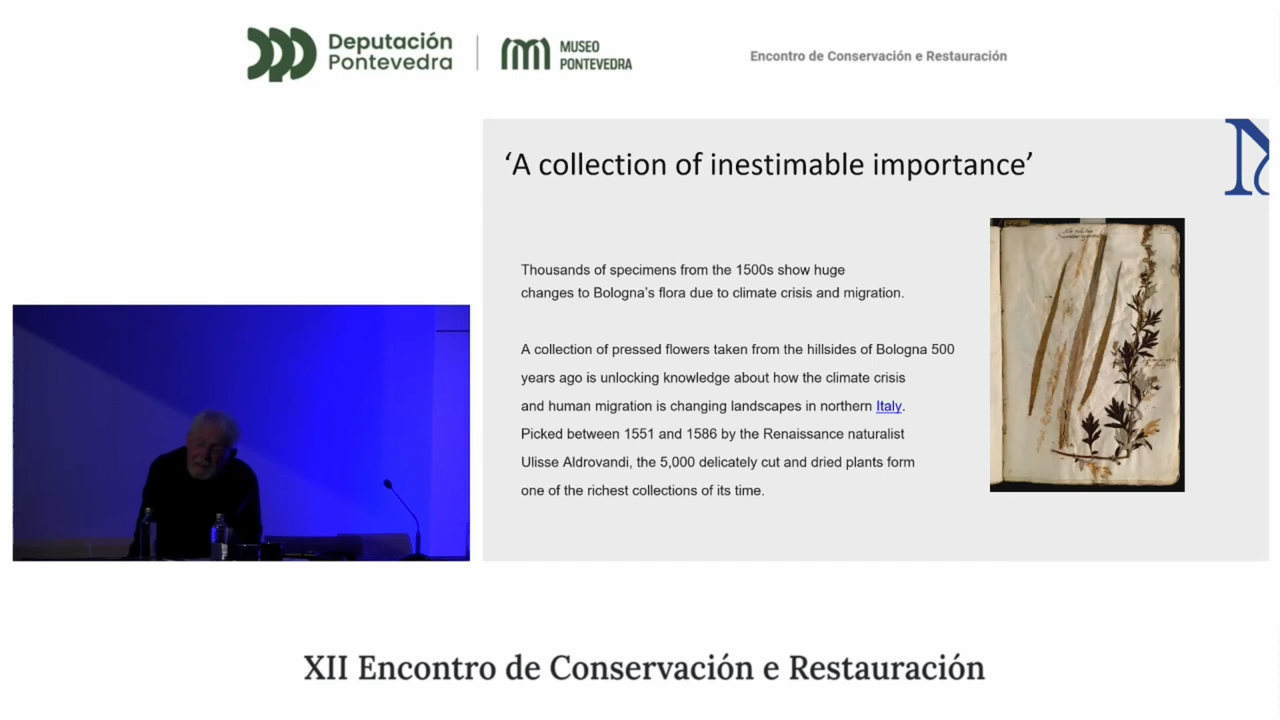 Deputación
Pontevedra
MUSEO
PONTEVEDRA
Encontro de Conservación e Restauración
‘A collection of inestimable importance’
Thousands of specimens from the 1500s show huge
changes to Bologna’s flora due to climate crisis and migration.
A collection of pressed flowers taken from the hillsides of Bologna 500
years ago is unlocking knowledge about how the climate crisis
and human migration is changing landscapes in northern Italy.
Picked between 1551 and 1586 by the Renaissance naturalist
Ulisse Aldrovandi, the 5,000 delicately cut and dried plants form
one of the richest collections of its time.
XII Encontro de Conservación e Restauración